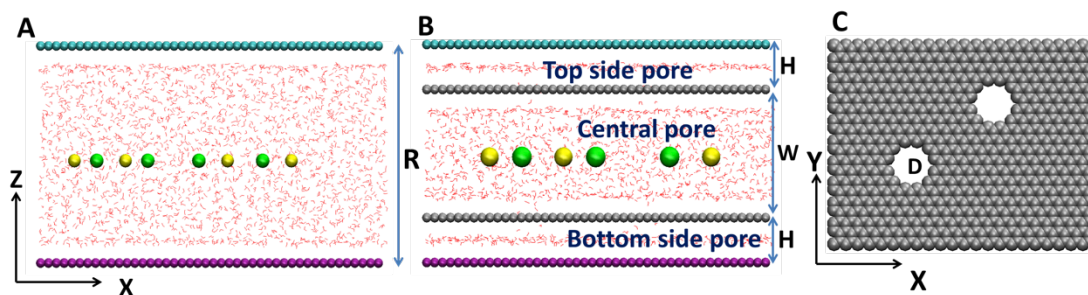 A
Z
X
R
B
Top side pore
H
Central pore
W
Bottom side pore
H
C
D
Y
X